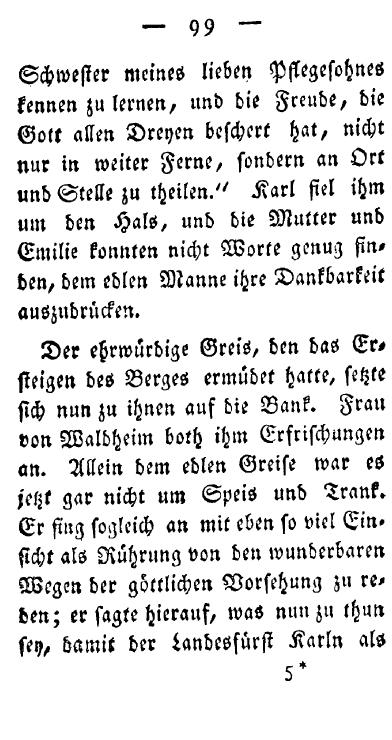 — 99 —
Schwester meines lieben Pflegesohnes
kennen zu lernen, und die Freude, die
Gott allen Dreyen beschert hat, nicht
nur in weiter Ferne, sondern an Ort
und Stelle zu theilen.“ Karl fiel ihm
um den Hals, und die Mutter und
Emilie konnten nicht Worte genug fin-
den, dem edlen Manne ihre Dankbarkeit
auszudrücken.
Der ehrwürdige Greis, den das Er-
steigen des Berges ermüdet hatte, setzte
sich nun zu ihnen auf die Bank. Frau
von Waldheim both ihm Erfrischungen
an. Allein dem edlen Greise war es
jetzt gar nicht um Speis und Trank.
Er fing sogleich an mit eben so viel Ein-
sicht als Rührung von den wunderbaren
Wegen der göttlichen Vorsehung zu re-
den; er sagte hierauf, was nun zu thun
sey, damit der Landesfürst Karln als
5*